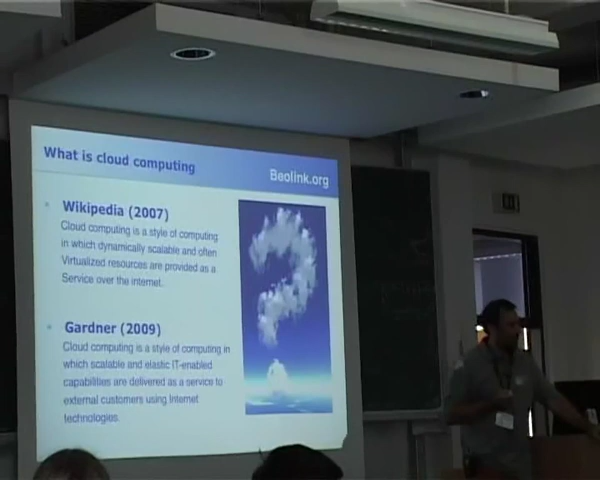 What is cloud computing
Beolink.org
Wikipedia (2007)
Cloud computing is a style of computing
in which dynamically scalable and often
Virtualized resources are provided as a
Service over the internet.
Gardner (2009)
Cloud computing is a style of computing in
which scalable and elastic IT-enabled
capabilities are delivered as a service to
external customers using Internet
technologies.